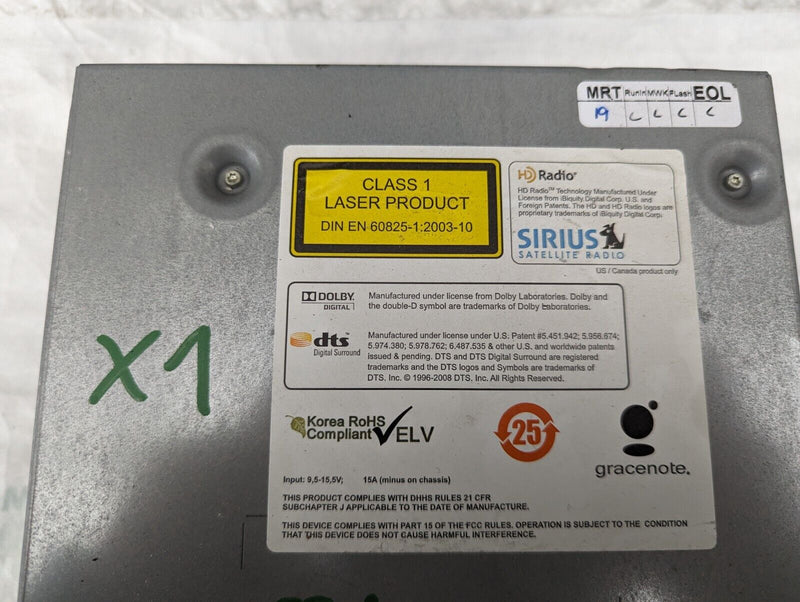 MRT RunIn MWK FLash EOL
19 C C C C
CLASS 1
LASER PRODUCT
DIN EN 60825-1:2003-10
HD Radio®
HD Radio™ Technology Manufactured Under
License from iBiquity Digital Corp. U.S. and
Foreign Patents. The HD and HD Radio logos are
proprietary trademarks of iBiquity Digital Corp.
SIRIUS
SATELLITE RADIO
US / Canada product only
DOLBY
DIGITAL
Manufactured under license from Dolby Laboratories. Dolby and
the double-D symbol are trademarks of Dolby Laboratories.
dts
Digital Surround
Manufactured under license under U.S. Patent #5.451.942; 5.956.674;
5.974.380; 5.978.762; 6.487.535 & other U.S. and worldwide patents
issued & pending. DTS and DTS Digital Surround are registered
trademarks and the DTS logos and Symbols are trademarks of
DTS, Inc. © 1996-2008 DTS, Inc. All Rights Reserved.
X1
Korea RoHS
Compliant
ELV
25
gracenote.
Input: 9,5-15,5V; 15A (minus on chassis)
THIS PRODUCT COMPLIES WITH DHHS RULES 21 CFR
SUBCHAPTER J APPLICABLE TO THE DATE OF MANUFACTURE.
THIS DEVICE COMPLIES WITH PART 15 OF THE FCC RULES. OPERATION IS SUBJECT TO THE CONDITION
THAT THIS DEVICE DOES NOT CAUSE HARMFUL INTERFERENCE.